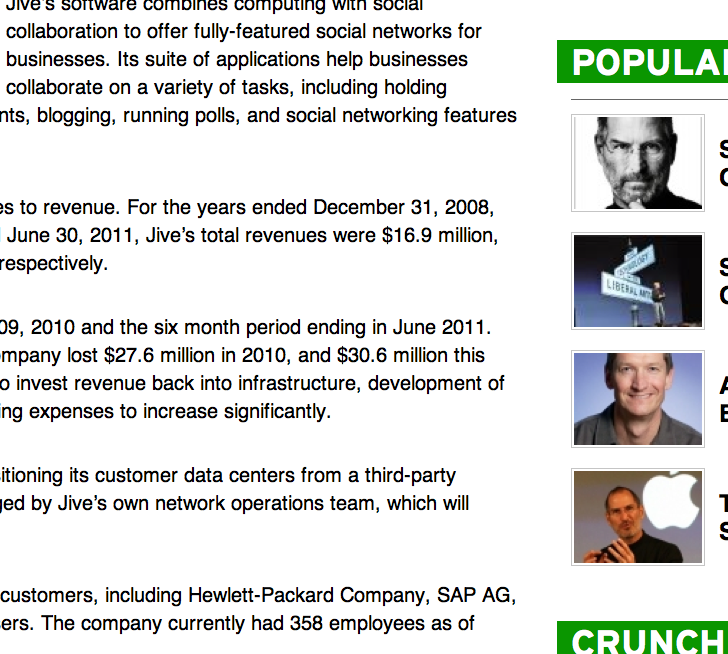 Jive's software combines computing with social
collaboration to offer fully-featured social networks for
businesses. Its suite of applications help businesses
collaborate on a variety of tasks, including holding
nts, blogging, running polls, and social networking features
es to revenue. For the years ended December 31, 2008,
June 30, 2011, Jive's total revenues were $16.9 million,
respectively.
09, 2010 and the six month period ending in June 2011.
mpany lost $27.6 million in 2010, and $30.6 million this
o invest revenue back into infrastructure, development of
ing expenses to increase significantly.
itioning its customer data centers from a third-party
ged by Jive's own network operations team, which will
customers, including Hewlett-Packard Company, SAP AG,
sers. The company currently had 358 employees as of
POPULA
TECHNOLOGY
LIBERAL ARTS
A
T
S
CRUNCH